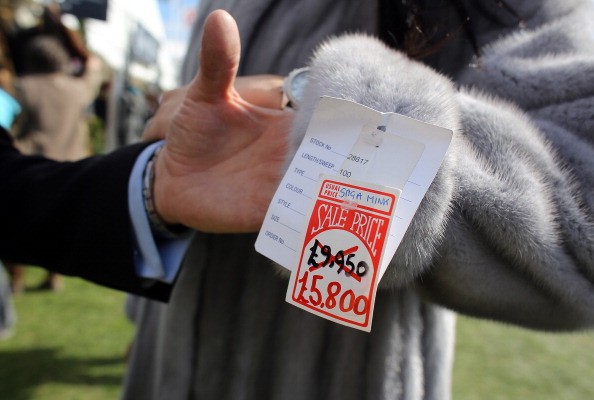 STOCK No. 28617
LENGTH/SWEEP 100
TYPE
COLOUR
STYLE
SIZE
ORDER No.
USUAL PRICE SAGA MINK
SALE PRICE
£9,950
£5,800